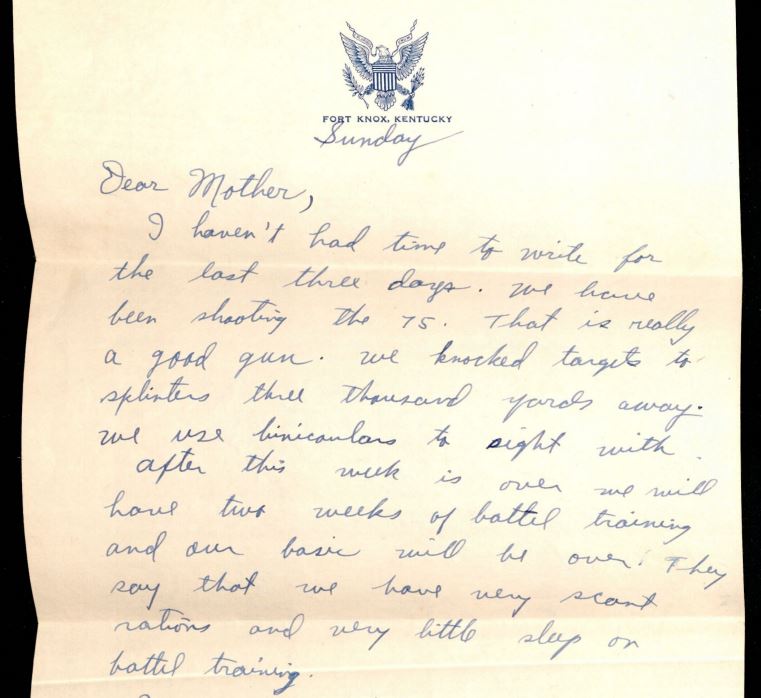 FORT KNOX, KENTUCKY
Sunday
Dear Mother,
I haven't had time to write for
the last three days. We have
been shooting the 75. That is really
a good gun. We knocked targets to
splinters three thousand yards away.
We use biniculars to sight with.
After this week is over we will
have two weeks of battel training
and our basic will be over. They
say that we have very scant
rations and very little sleep on
battel training.